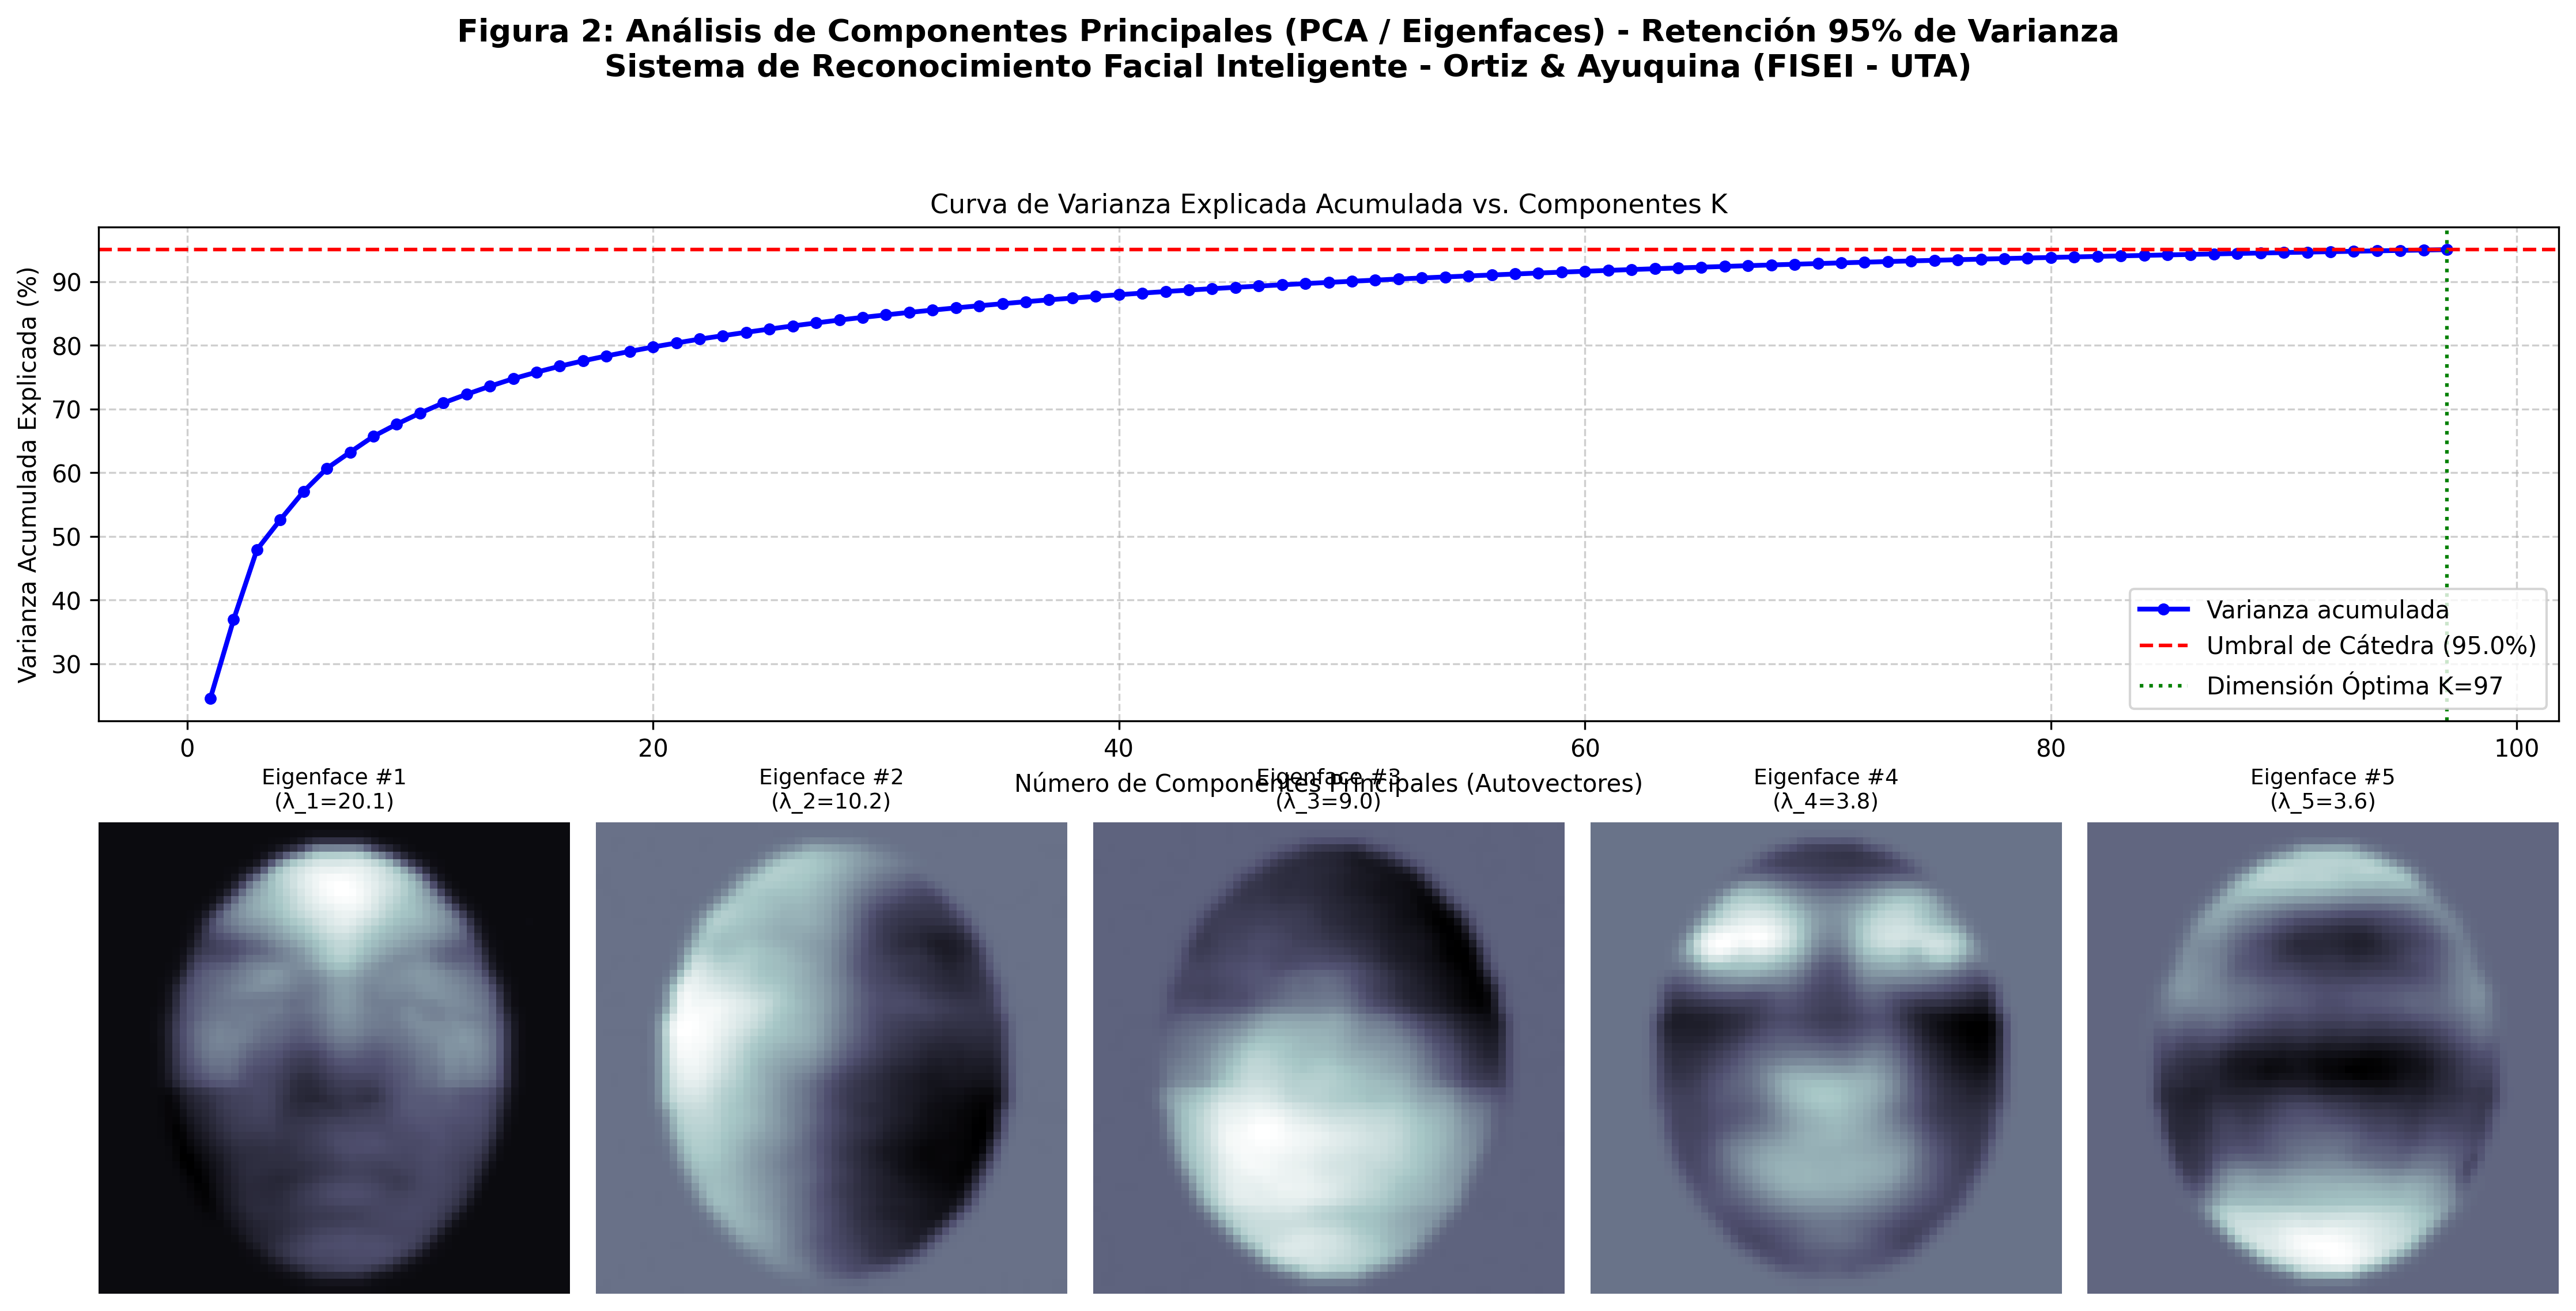 Figura 2: Análisis de Componentes Principales (PCA / Eigenfaces) - Retención 95% de Varianza
Sistema de Reconocimiento Facial Inteligente - Ortiz & Ayuquina (FISEI - UTA)
Curva de Varianza Explicada Acumulada vs. Componentes K
Varianza Acumulada Explicada (%)
90
80
70
60
50
40
30
Varianza acumulada
Umbral de Cátedra (95.0%)
Dimensión Óptima K=97
0 20 40 60 80 100
Número de Componentes Principales (Autovectores)
Eigenface #1
(λ_1=20.1)
Eigenface #2
(λ_2=10.2)
Eigenface #3
(λ_3=9.0)
Eigenface #4
(λ_4=3.8)
Eigenface #5
(λ_5=3.6)